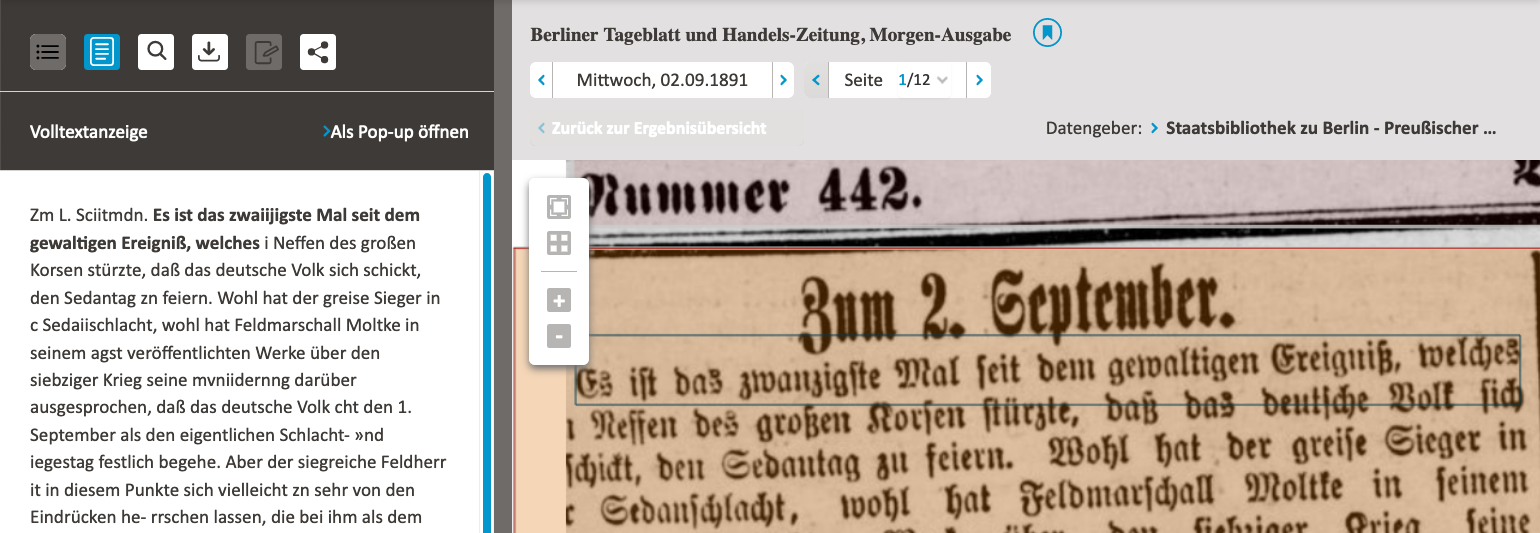 Volltextanzeige
Als Pop-up öffnen
Zm L. Sciitmdn. Es ist das zwaiijigste Mal seit dem
gewaltigen Ereigniß, welches i Neffen des großen
Korsen stürzte, daß das deutsche Volk sich schickt,
den Sedantag zn feiern. Wohl hat der greise Sieger in
c Sedaiischlacht, wohl hat Feldmarschall Moltke in
seinem agst veröffentlichten Werke über den
siebziger Krieg seine mvniidernng darüber
ausgesprochen, daß das deutsche Volk cht den 1.
September als den eigentlichen Schlacht- »nd
iegestag festlich begehe. Aber der siegreiche Feldherr
it in diesem Punkte sich vielleicht zn sehr von den
Eindrücken he- rrschen lassen, die bei ihm als dem
Berliner Tageblatt und Handels-Zeitung, Morgen-Ausgabe
Mittwoch, 02.09.1891
Seite 1/12
Zurück zur Ergebnisübersicht
Datengeber: Staatsbibliothek zu Berlin - Preußischer ...
Nummer 442.
Zum 2. September.
Es iſt das zwanzigſte Mal ſeit dem gewaltigen Ereigniß, welches
Neffen des großen Korſen ſtürzte, daß das deutſche Volk ſich
ſchickt, den Sedantag zu feiern. Wohl hat der greiſe Sieger in
Sedanſchlacht, wohl hat Feldmarſchall Moltke in ſeinem
über den ſiebziger Krieg ſeine